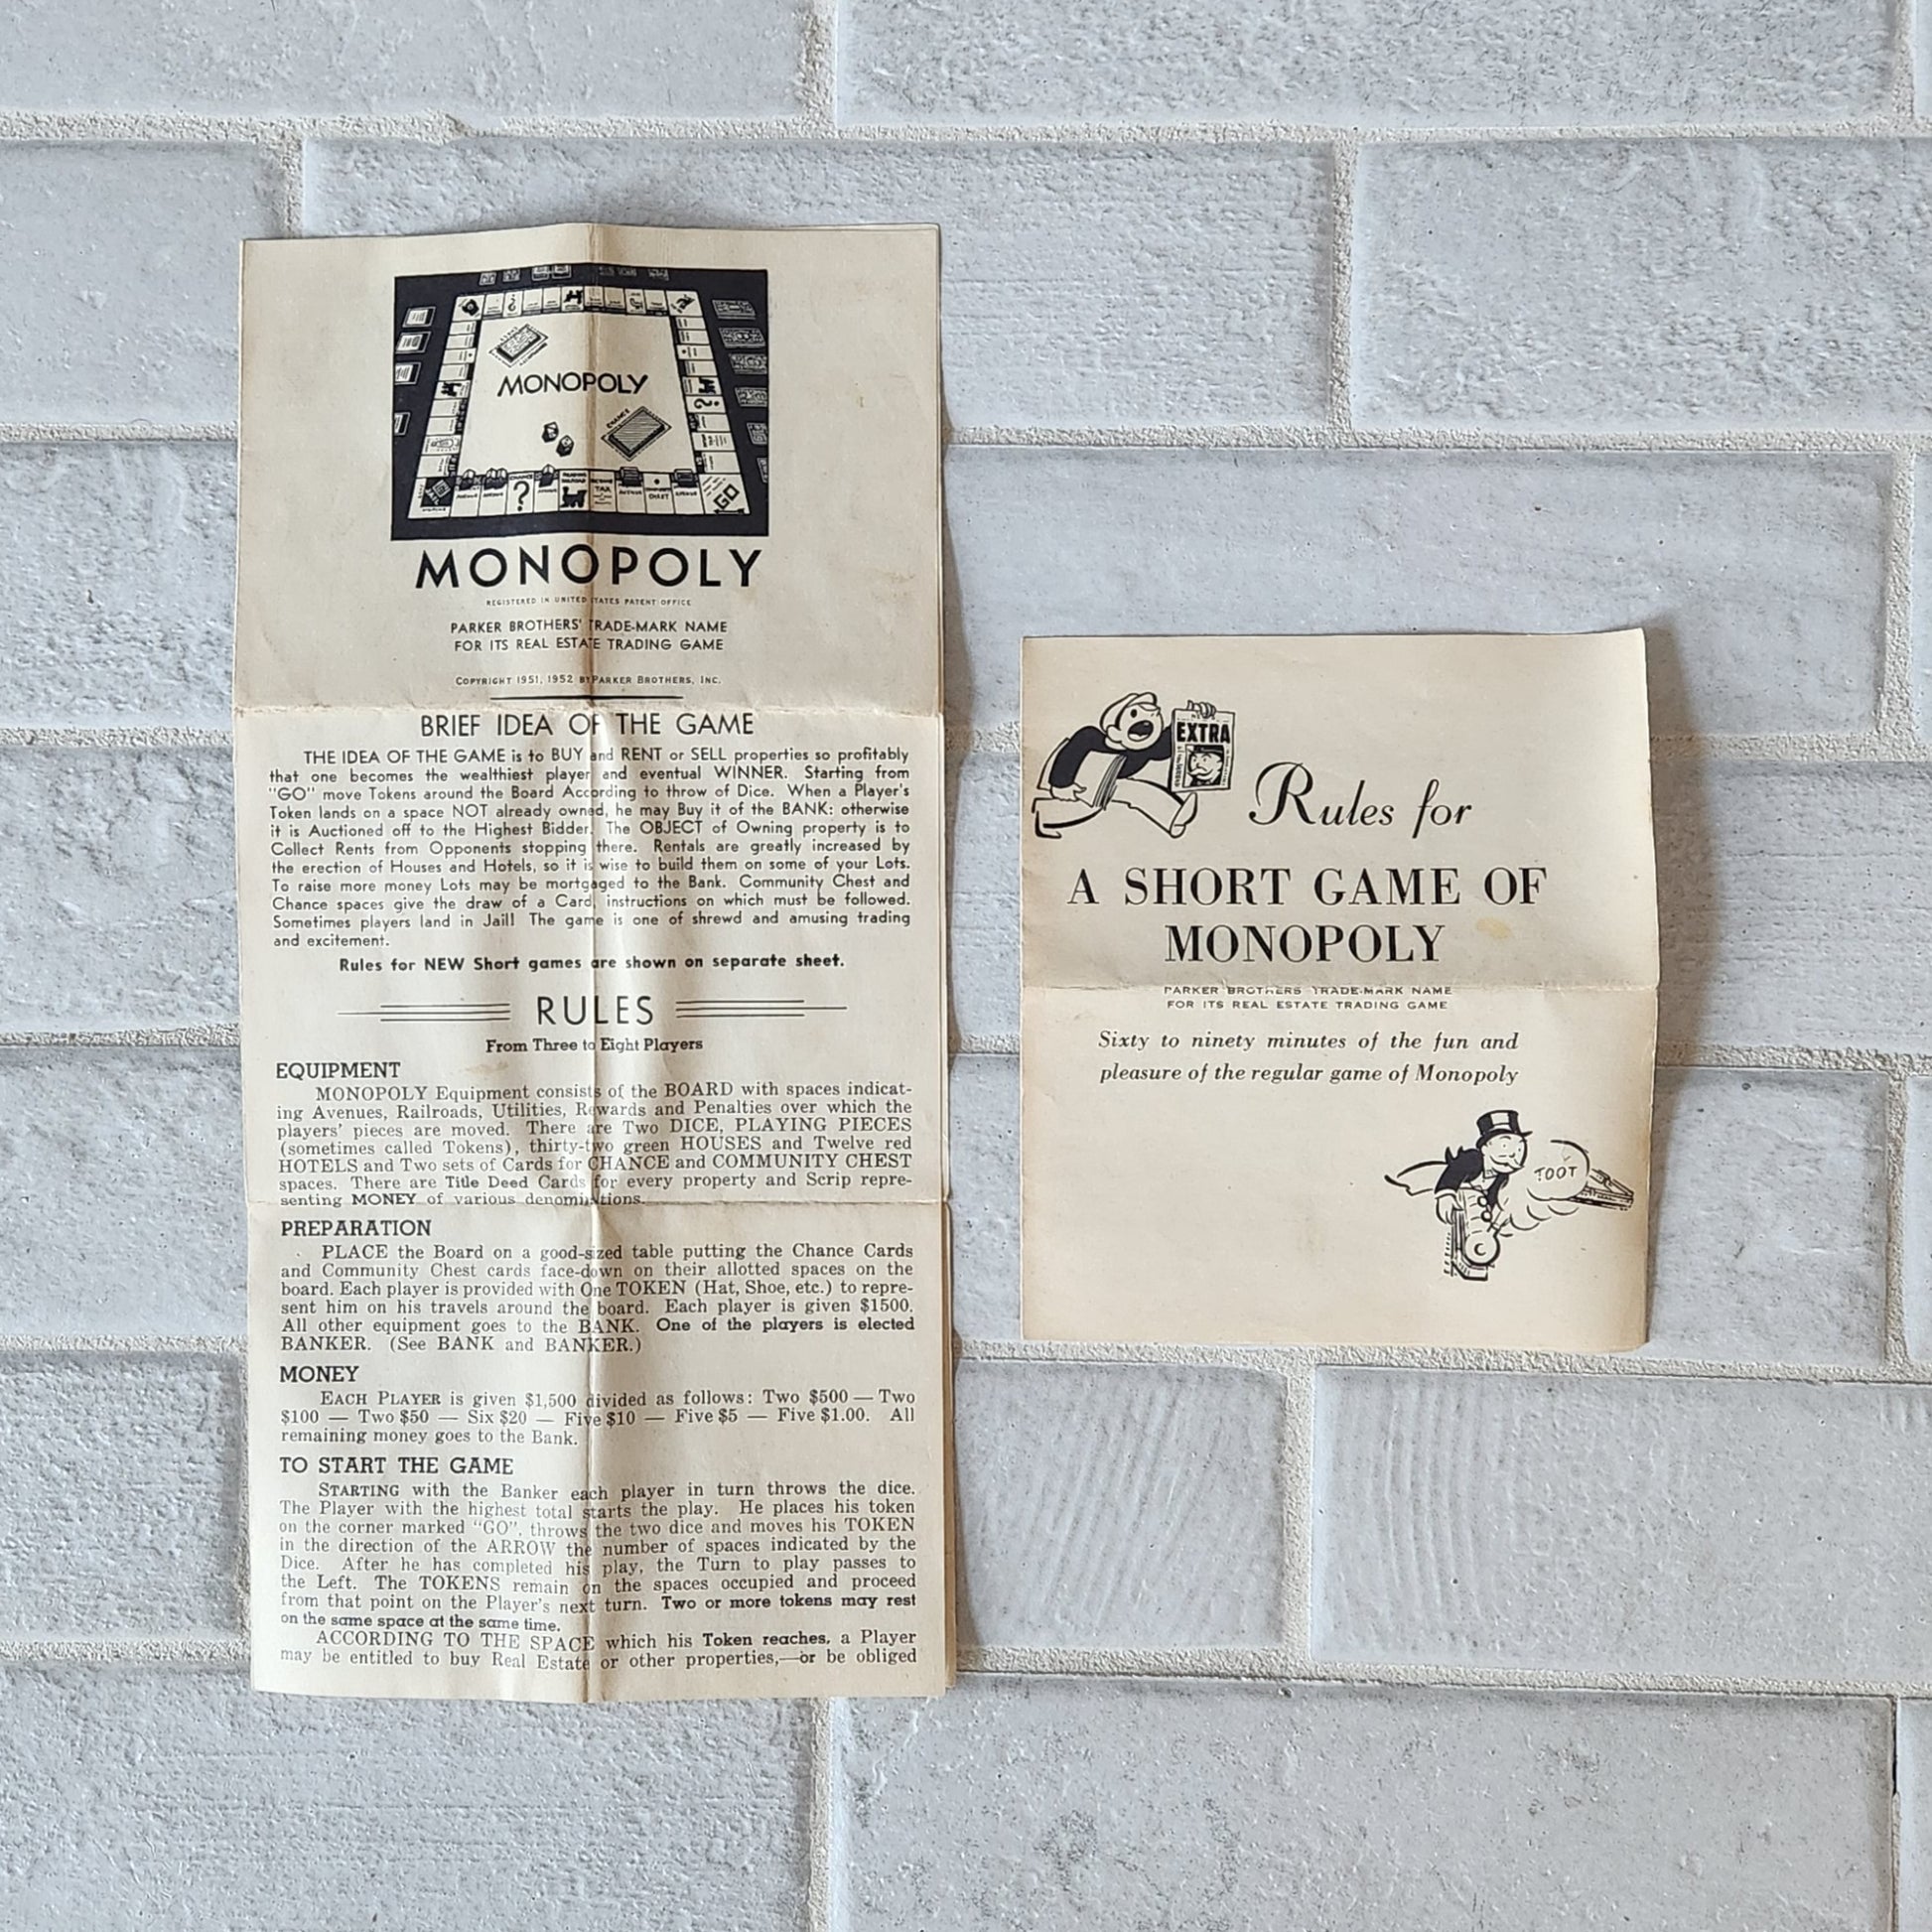 MONOPOLY
CHANCE
CHANCE
?
INCOME
TAX
COMMUNITY
CHEST
GO
MONOPOLY
REGISTERED IN UNITED STATES PATENT OFFICE
PARKER BROTHERS' TRADE-MARK NAME
FOR ITS REAL ESTATE TRADING GAME
COPYRIGHT 1951, 1952 BY PARKER BROTHERS, INC.
BRIEF IDEA OF THE GAME
THE IDEA OF THE GAME is to BUY and RENT or SELL properties so profitably
that one becomes the wealthiest player and eventual WINNER. Starting from
"GO" move Tokens around the Board According to throw of Dice. When a Player's
Token lands on a space NOT already owned, he may Buy it of the BANK: otherwise
it is Auctioned off to the Highest Bidder. The OBJECT of Owning property is to
Collect Rents from Opponents stopping there. Rentals are greatly increased by
the erection of Houses and Hotels, so it is wise to build them on some of your Lots.
To raise more money Lots may be mortgaged to the Bank. Community Chest and
Chance spaces give the draw of a Card, instructions on which must be followed.
Sometimes players land in Jail! The game is one of shrewd and amusing trading
and excitement.
Rules for NEW Short games are shown on separate sheet.
RULES
From Three to Eight Players
EQUIPMENT
MONOPOLY Equipment consists of the BOARD with spaces indicat-
ing Avenues, Railroads, Utilities, Rewards and Penalties over which the
players' pieces are moved. There are Two DICE, PLAYING PIECES
(sometimes called Tokens), thirty-two green HOUSES and Twelve red
HOTELS and Two sets of Cards for CHANCE and COMMUNITY CHEST
spaces. There are Title Deed Cards for every property and Scrip repre-
senting MONEY of various denominations.
PREPARATION
PLACE the Board on a good-sized table putting the Chance Cards
and Community Chest cards face-down on their allotted spaces on the
board. Each player is provided with One TOKEN (Hat, Shoe, etc.) to repre-
sent him on his travels around the board. Each player is given $1500.
All other equipment goes to the BANK. One of the players is elected
BANKER. (See BANK and BANKER.)
MONEY
EACH PLAYER is given $1,500 divided as follows: Two $500 — Two
$100 — Two $50 — Six $20 — Five $10 — Five $5 — Five $1.00. All
remaining money goes to the Bank.
TO START THE GAME
STARTING with the Banker each player in turn throws the dice.
The Player with the highest total starts the play. He places his token
on the corner marked "GO", throws the two dice and moves his TOKEN
in the direction of the ARROW the number of spaces indicated by the
Dice. After he has completed his play, the Turn to play passes to
the Left. The TOKENS remain on the spaces occupied and proceed
from that point on the Player's next turn. Two or more tokens may rest
on the same space at the same time.
ACCORDING TO THE SPACE which his Token reaches, a Player
may be entitled to buy Real Estate or other properties,—or be obliged
EXTRA
Rules for
A SHORT GAME OF
MONOPOLY
PARKER BROTHERS TRADE-MARK NAME
FOR ITS REAL ESTATE TRADING GAME
Sixty to ninety minutes of the fun and
pleasure of the regular game of Monopoly
TOOT
C